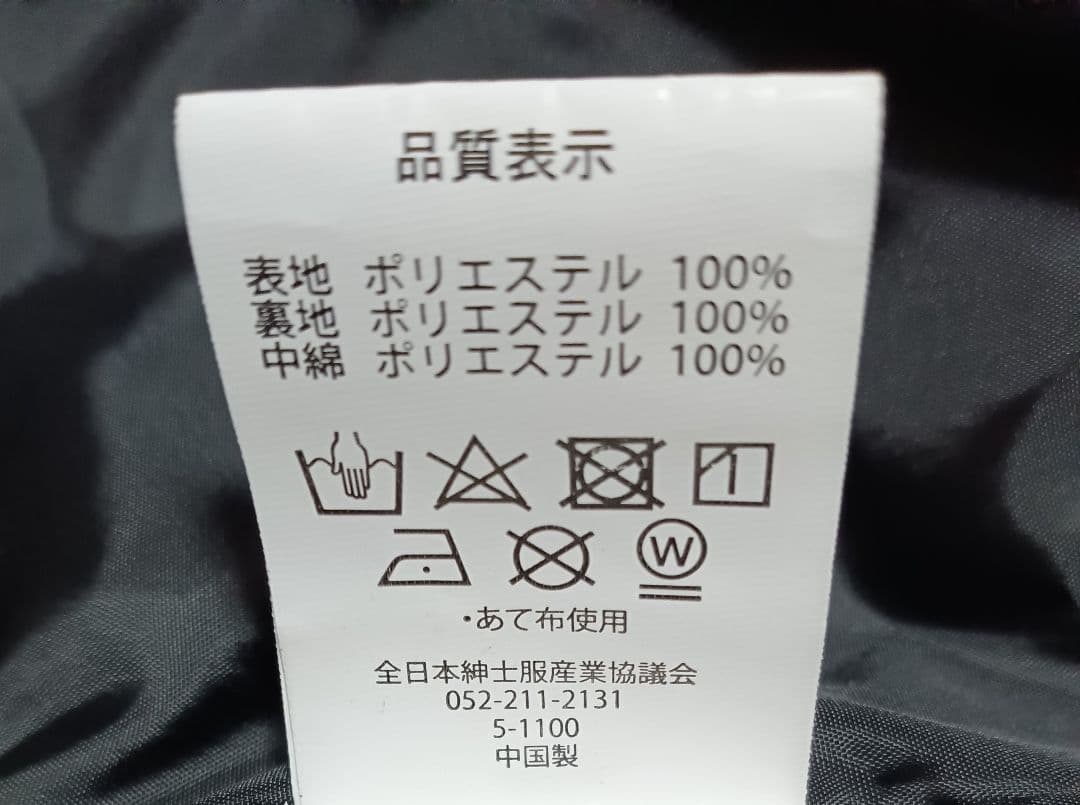 品質表示
表地 ポリエステル 100%
裏地 ポリエステル 100%
中綿 ポリエステル 100%
W
・あて布使用
全日本紳士服産業協議会
052-211-2131
5-1100
中国製